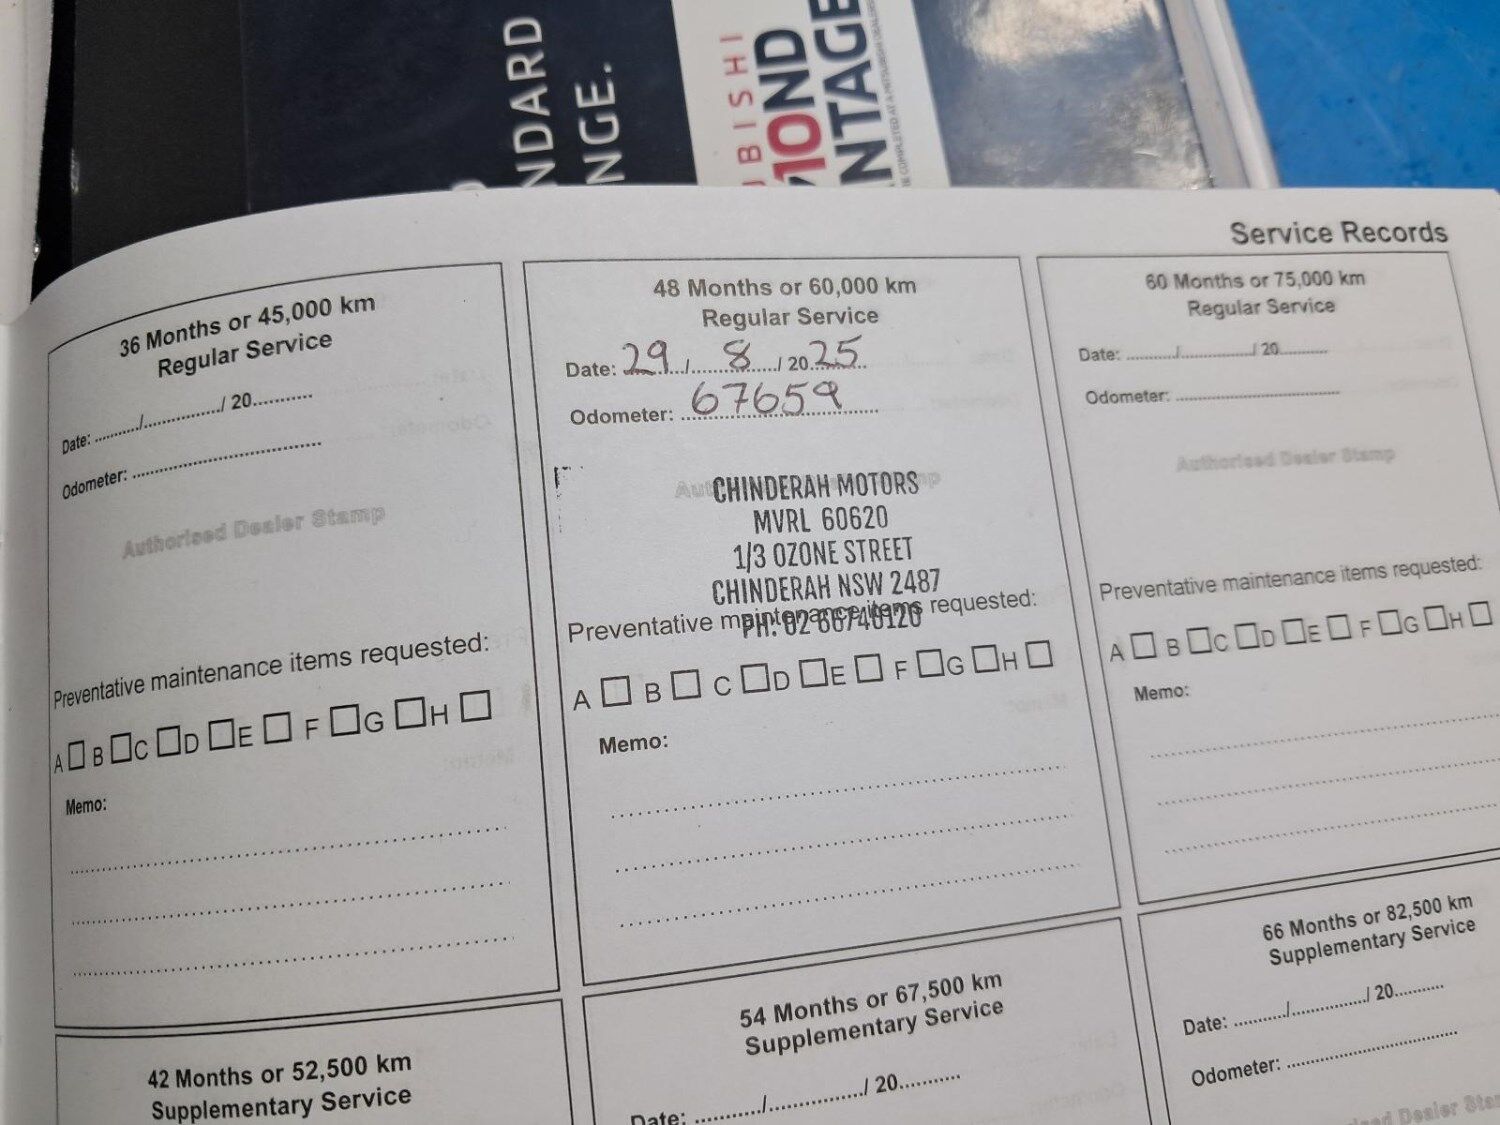 NDARD
NGE.
UBISHI
10ND
NTAGE
Service Records
36 Months or 45,000 km
Regular Service
Date: ........../............../ 20...........
Odometer: ..............................
Authorised Dealer Stamp
Preventative maintenance items requested:
A □ B □ C □ D □ E □ F □ G □ H □
Memo:
48 Months or 60,000 km
Regular Service
Date: 29 / 8 / 2025
Odometer: 67659
CHINDERAH MOTORS
MVRL 60620
1/3 OZONE STREET
CHINDERAH NSW 2487
PH: 02 66740120
Preventative maintenance items requested:
A □ B □ C □ D □ E □ F □ G □ H □
Memo:
60 Months or 75,000 km
Regular Service
Date: ........../............../ 20...........
Odometer: ..............................
Authorised Dealer Stamp
Preventative maintenance items requested:
A □ B □ C □ D □ E □ F □ G □ H □
Memo:
42 Months or 52,500 km
Supplementary Service
54 Months or 67,500 km
Supplementary Service
Date: ........../............../ 20...........
66 Months or 82,500 km
Supplementary Service
Date: ........../............../ 20...........
Odometer: ..............................
Dealer Stamp